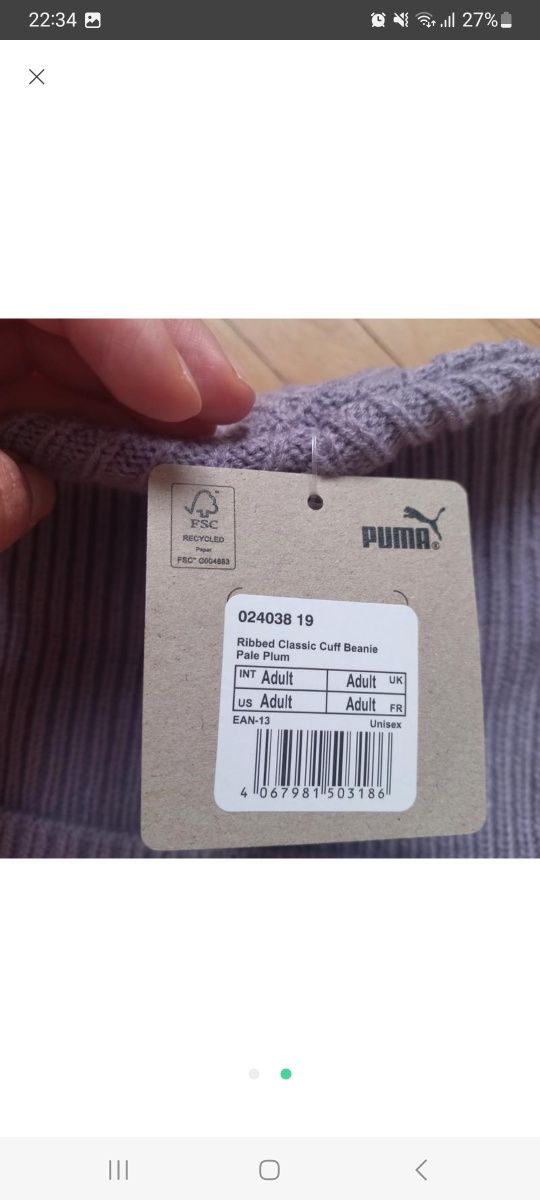 22:34
27%
FSC
RECYCLED
Paper
FSC™ C004683
PUMA®
024038 19
Ribbed Classic Cuff Beanie
Pale Plum
INT Adult Adult UK
US Adult Adult FR
EAN-13 Unisex
4 067981 503186